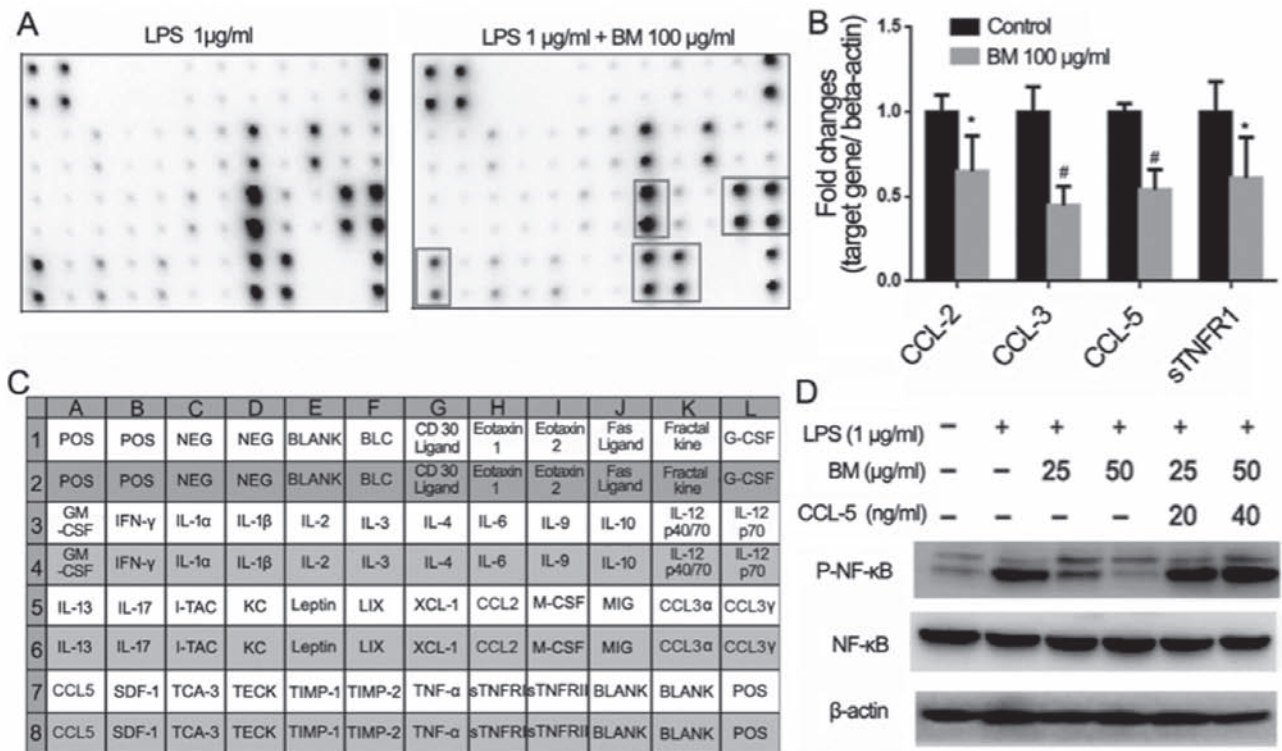 A
LPS 1µg/ml
LPS 1 µg/ml + BM 100 µg/ml
B
Fold changes
(target gene/ beta-actin)
1.5
1.0
0.5
0.0
Control
BM 100 µg/ml
*
#
#
*
CCL-2
CCL-3
CCL-5
sTNFR1
C
A B C D E F G H I J K L
1 POS POS NEG NEG BLANK BLC CD 30 Ligand Eotaxin 1 Eotaxin 2 Fas Ligand Fractal kine G-CSF
2 POS POS NEG NEG BLANK BLC CD 30 Ligand Eotaxin 1 Eotaxin 2 Fas Ligand Fractal kine G-CSF
3 GM -CSF IFN-γ IL-1α IL-1β IL-2 IL-3 IL-4 IL-6 IL-9 IL-10 IL-12 p40/70 IL-12 p70
4 GM -CSF IFN-γ IL-1α IL-1β IL-2 IL-3 IL-4 IL-6 IL-9 IL-10 IL-12 p40/70 IL-12 p70
5 IL-13 IL-17 I-TAC KC Leptin LIX XCL-1 CCL2 M-CSF MIG CCL3α CCL3γ
6 IL-13 IL-17 I-TAC KC Leptin LIX XCL-1 CCL2 M-CSF MIG CCL3α CCL3γ
7 CCL5 SDF-1 TCA-3 TECK TIMP-1 TIMP-2 TNF-α sTNFRI sTNFRII BLANK BLANK POS
8 CCL5 SDF-1 TCA-3 TECK TIMP-1 TIMP-2 TNF-α sTNFRI sTNFRII BLANK BLANK POS
D
LPS (1 µg/ml) – + + + + +
BM (µg/ml) – – 25 50 25 50
CCL-5 (ng/ml) – – – – 20 40
P-NF-κB
NF-κB
β-actin